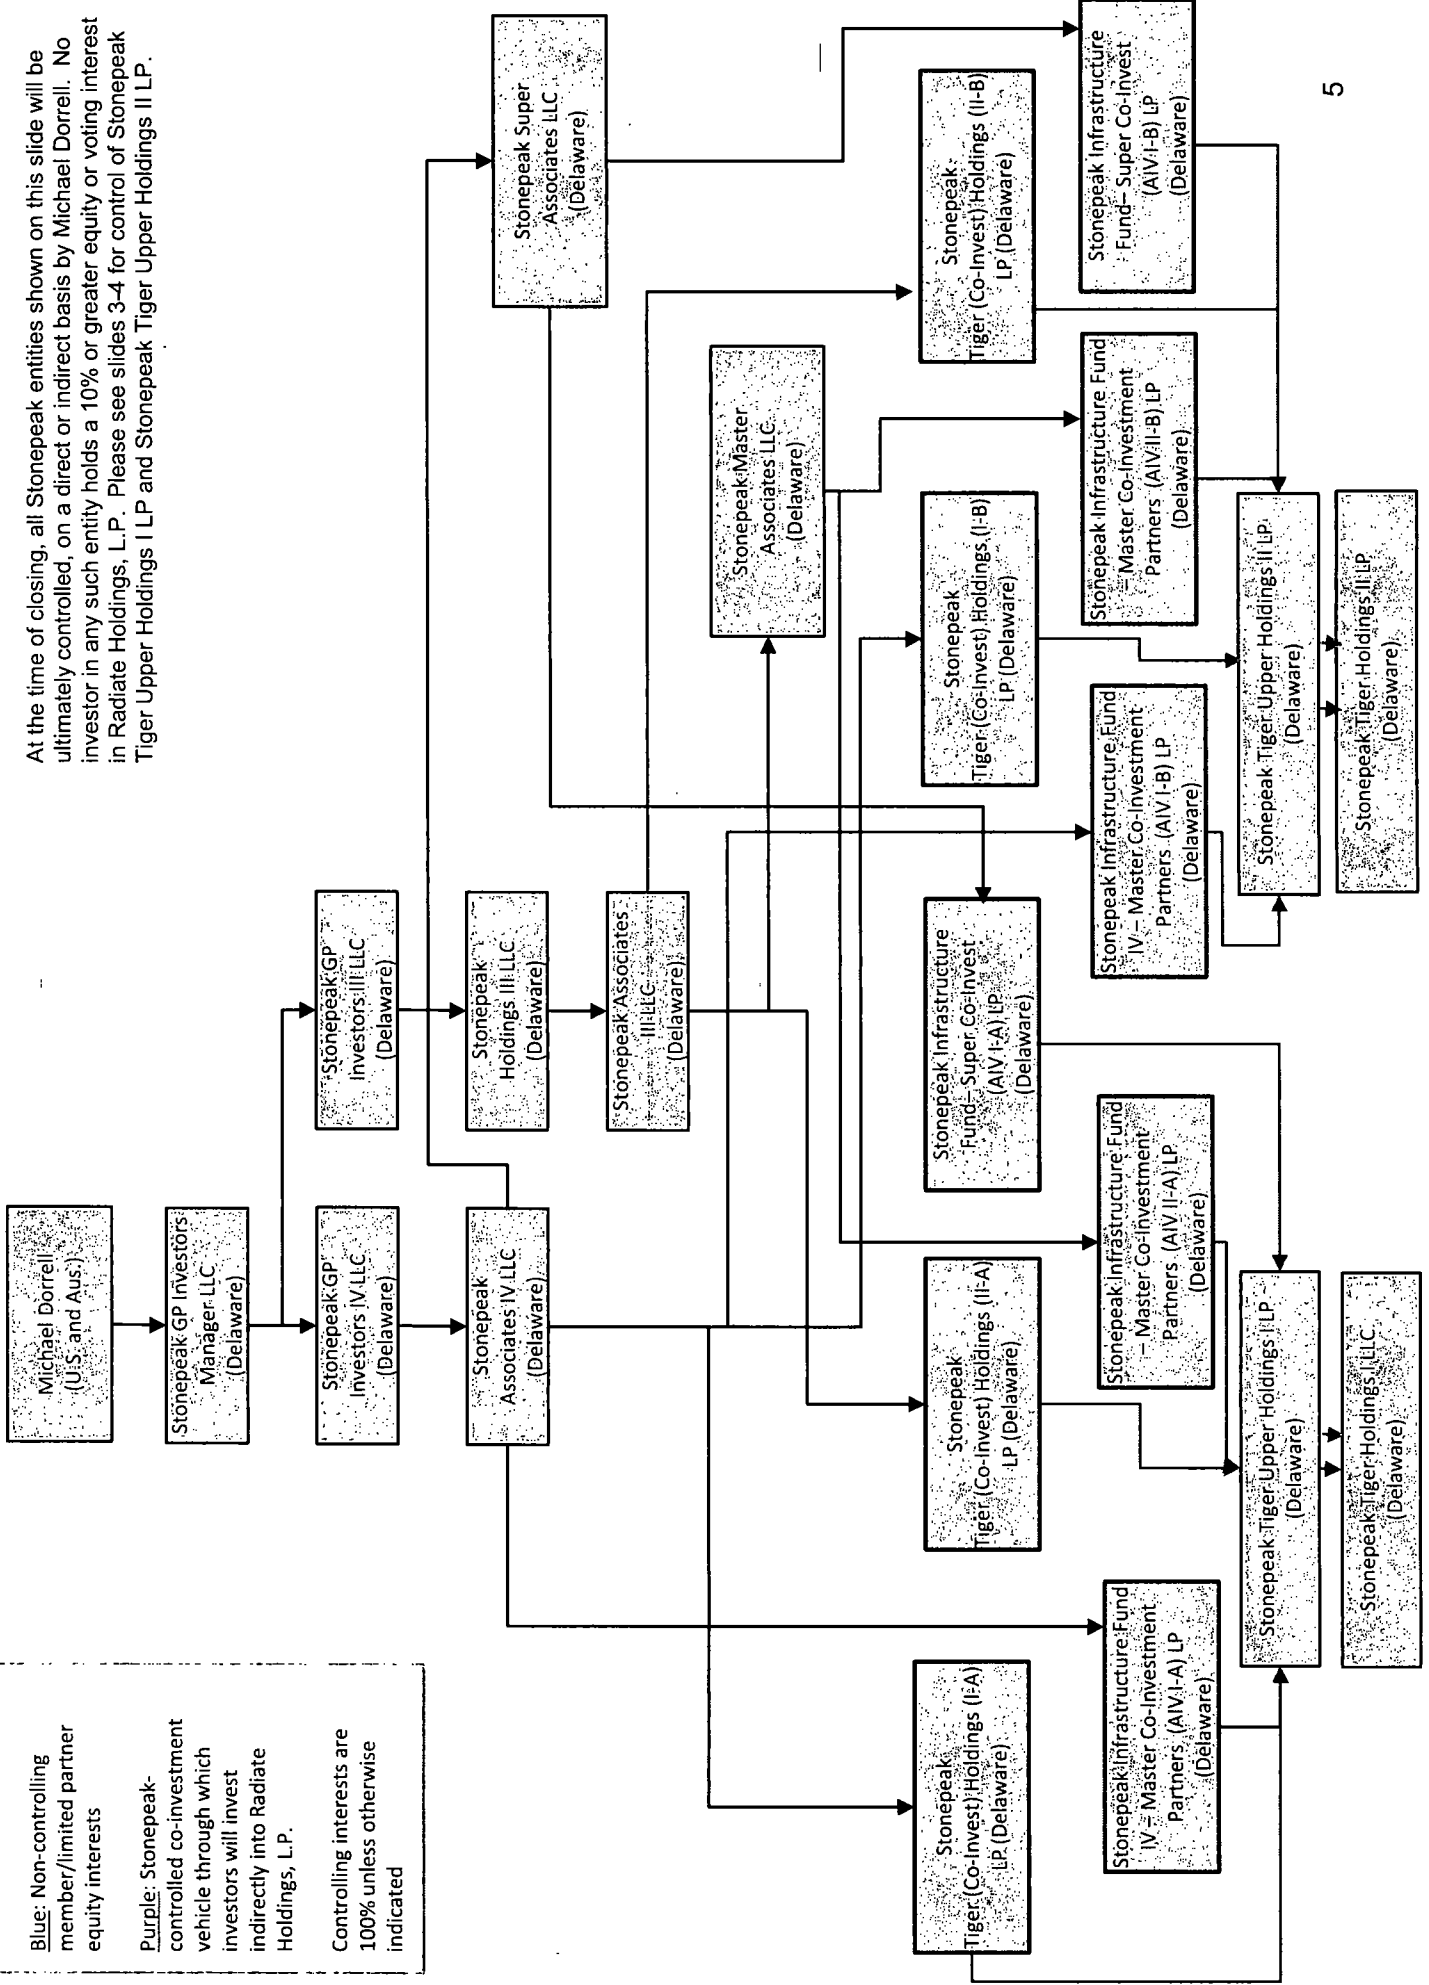 At the time of closing, all Stonepeak entities shown on this slide will be
ultimately controlled, on a direct or indirect basis by Michael Dorrell.  No
investor in any such entity holds a 10% or greater equity or voting interest
in Radiate Holdings, L.P.  Please see slides 3-4 for control of Stonepeak
Tiger Upper Holdings I LP and Stonepeak Tiger Upper Holdings II LP.
Blue: Non-controlling
member/limited partner
equity interests
Purple: Stonepeak-
controlled co-investment
vehicle through which
investors will invest
indirectly into Radiate
Holdings, L.P.
Controlling interests are
100% unless otherwise
indicated
Michael Dorrell
(U.S. and Aus.)
Stonepeak GP Investors
Manager LLC
(Delaware)
Stonepeak GP
Investors IV LLC
(Delaware)
Stonepeak GP
Investors III LLC
(Delaware)
Stonepeak
Associates IV LLC
(Delaware)
Stonepeak
Holdings III LLC
(Delaware)
Stonepeak Super
Associates LLC
(Delaware)
Stonepeak Associates
III LLC
(Delaware)
Stonepeak Master
Associates LLC
(Delaware)
Stonepeak
Tiger (Co-Invest) Holdings (I-A)
LP (Delaware)
Stonepeak
Tiger (Co-Invest) Holdings (II-A)
LP (Delaware)
Stonepeak Infrastructure
Fund – Super Co-Invest
(AIV I-A) LP
(Delaware)
Stonepeak
Tiger (Co-Invest) Holdings (I-B)
LP (Delaware)
Stonepeak
Tiger (Co-Invest) Holdings (II-B)
LP (Delaware)
Stonepeak Infrastructure Fund
IV – Master Co-Investment
Partners (AIV I-A) LP
(Delaware)
Stonepeak Infrastructure Fund
– Master Co-Investment
Partners (AIV II-A) LP
(Delaware)
Stonepeak Infrastructure Fund
IV – Master Co-Investment
Partners (AIV I-B) LP
(Delaware)
Stonepeak Infrastructure Fund
– Master Co-Investment
Partners (AIV II-B) LP
(Delaware)
Stonepeak Infrastructure
Fund – Super Co-Invest
(AIV I-B) LP
(Delaware)
Stonepeak Tiger Upper Holdings I LP
(Delaware)
Stonepeak Tiger Upper Holdings II LP
(Delaware)
Stonepeak Tiger Holdings I LLC
(Delaware)
Stonepeak Tiger Holdings II LP
(Delaware)
5